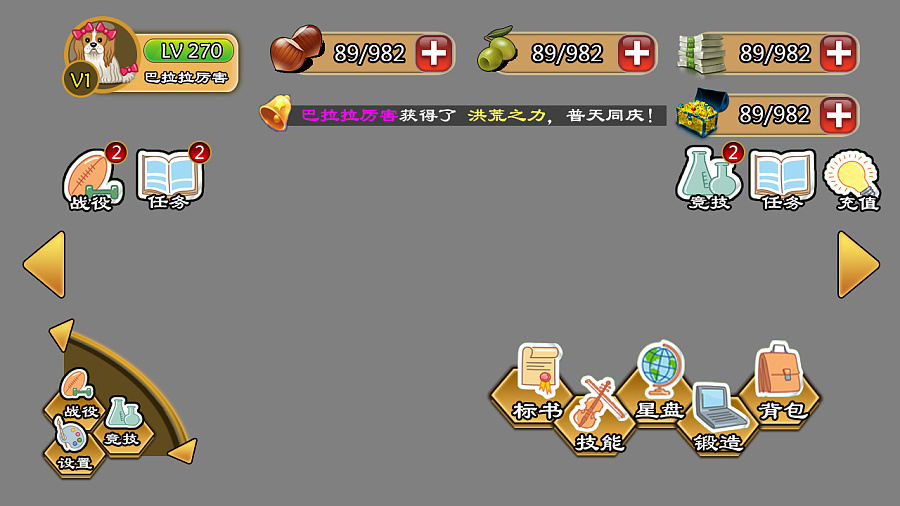 LV 270
V1
巴拉拉厉害
89/982
89/982
89/982
巴拉拉厉害获得了 洪荒之力，普天同庆！
89/982
2
战役
2
任务
2
竞技
任务
充值
战役
竞技
设置
标书
技能
星盘
锻造
背包